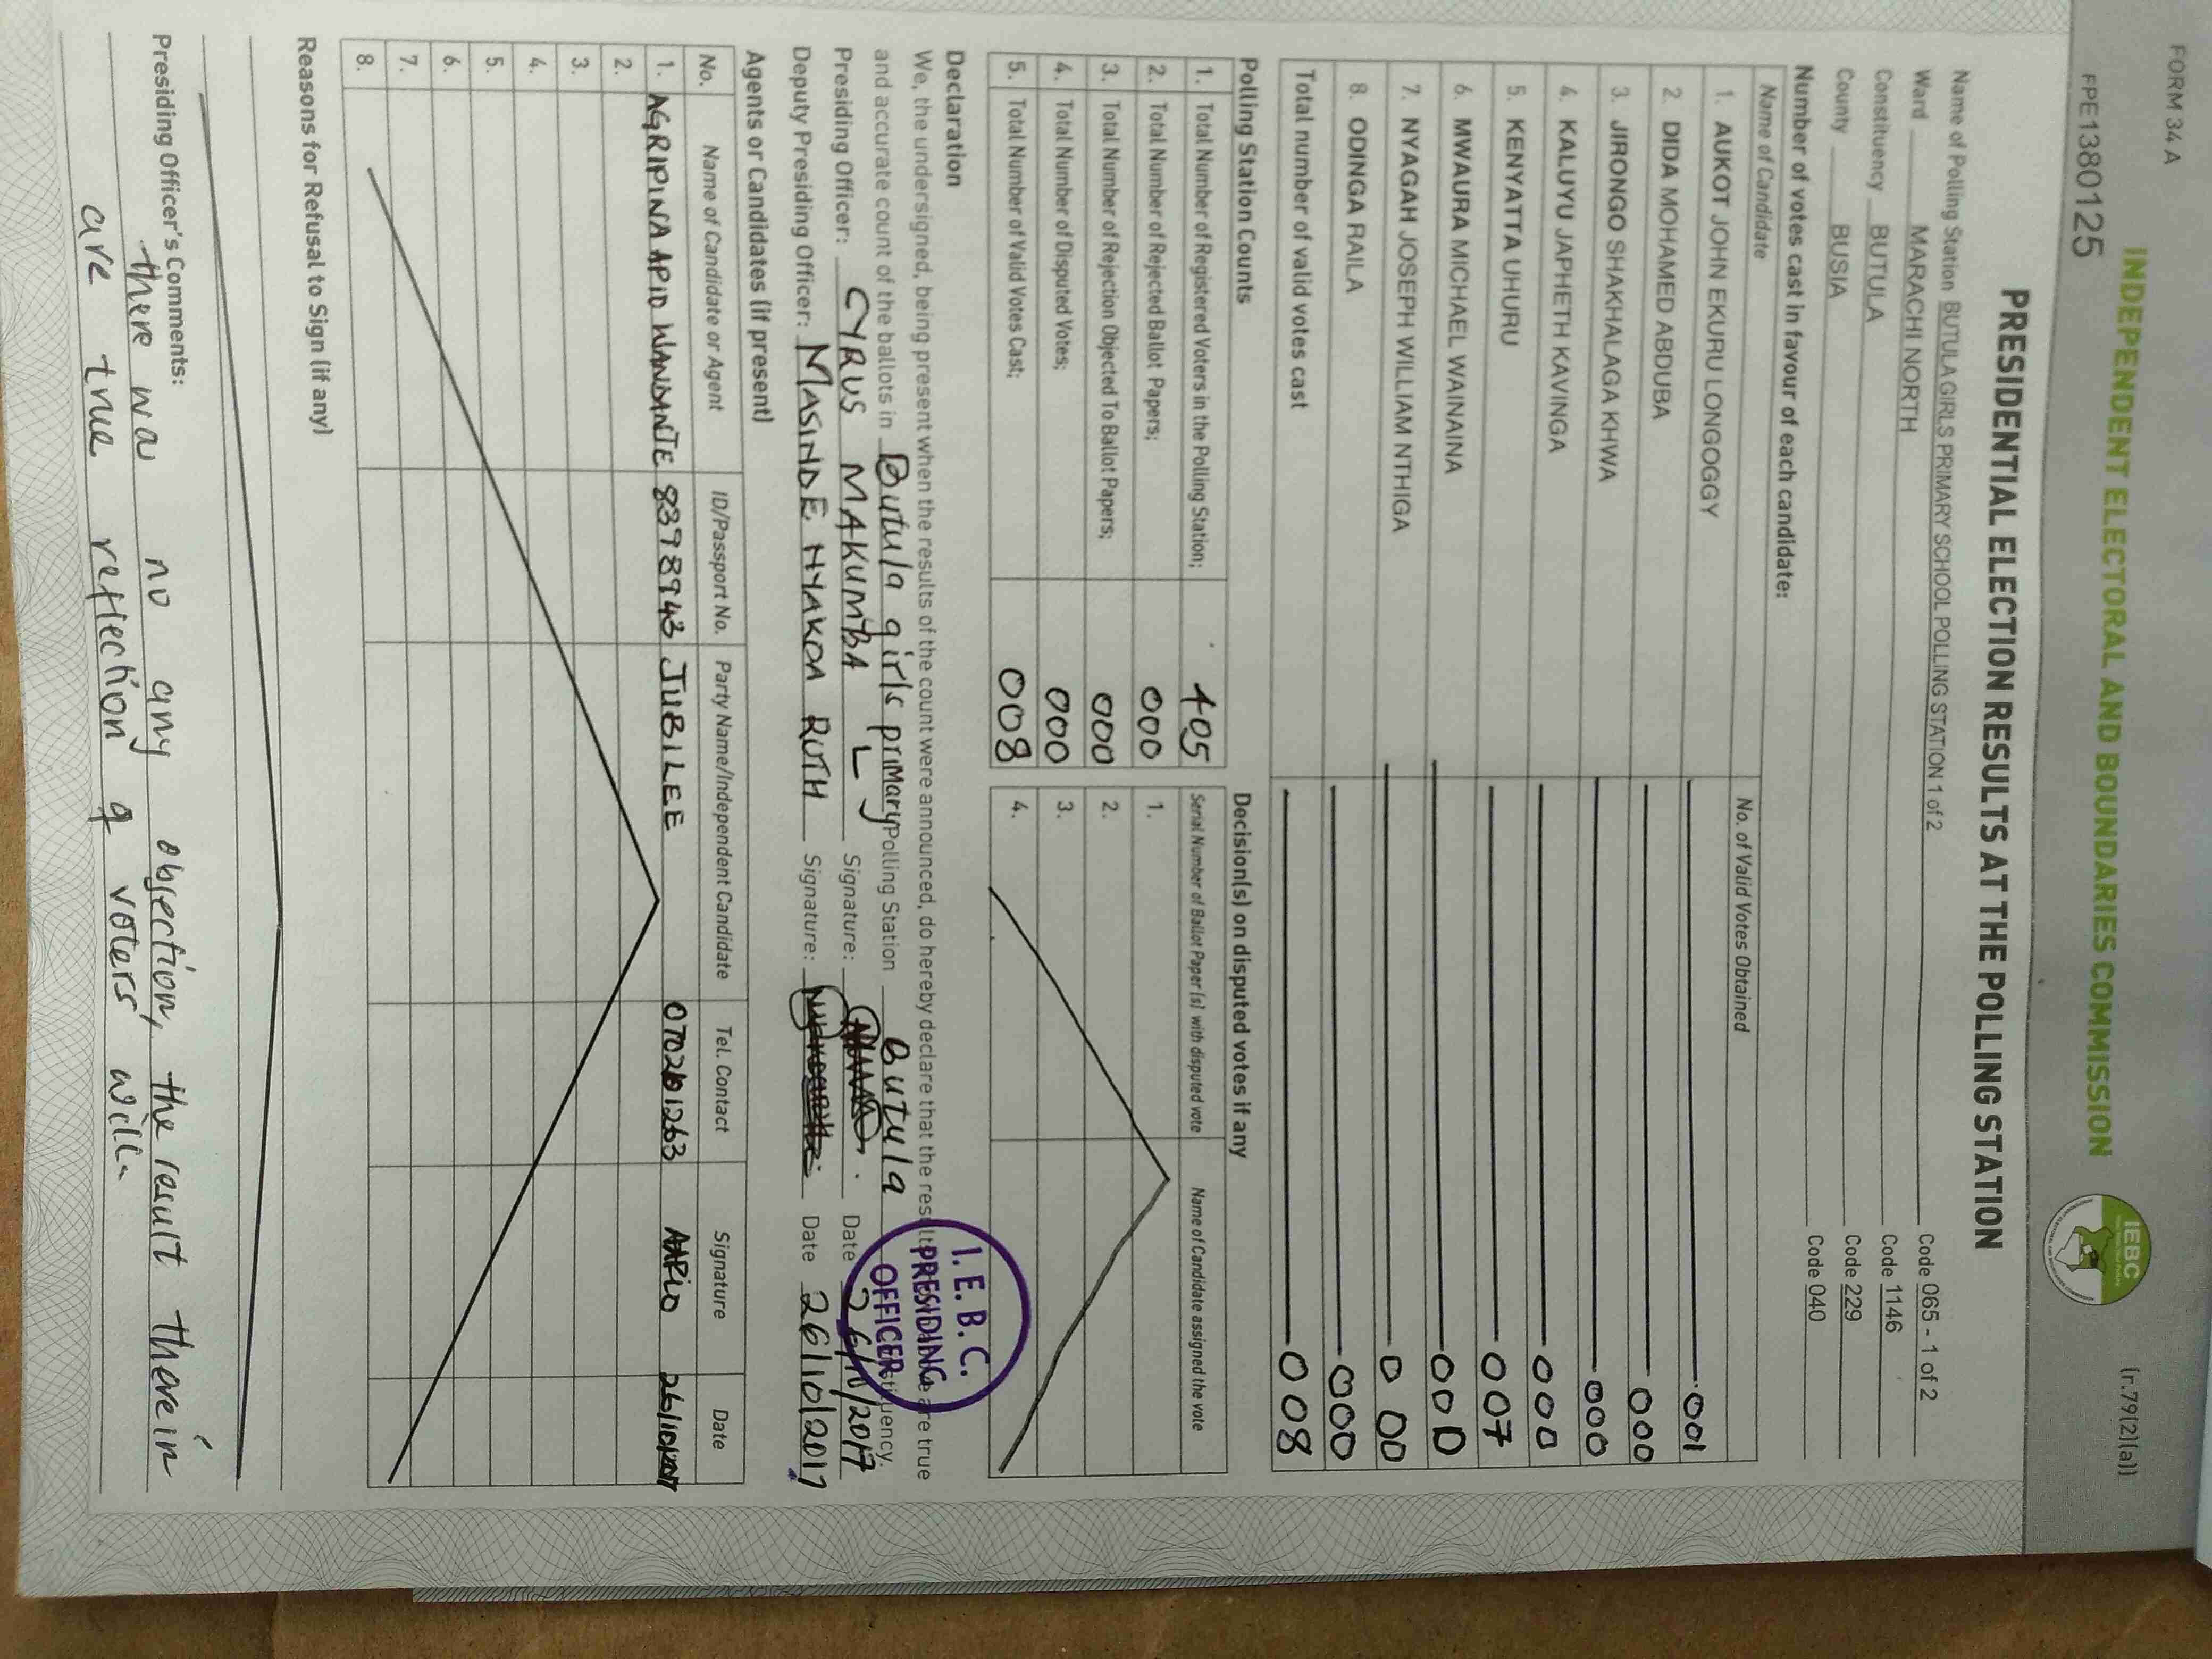 FORM 34 A
(r.79(2)(a))
FPE1380125
INDEPENDENT ELECTORAL AND BOUNDARIES COMMISSION
IEBC
PRESIDENTIAL ELECTION RESULTS AT THE POLLING STATION
Name of Polling Station BUTULA GIRLS PRIMARY SCHOOL POLLING STATION 1 of 2 Code 065 - 1 of 2
Ward MARACHI NORTH Code 1146
Constituency BUTULA Code 229
County BUSIA Code 040
Number of votes cast in favour of each candidate:
Name of Candidate No. of Valid Votes Obtained
1. AUKOT JOHN EKURU LONGOGGY 001
2. DIDA MOHAMED ABDUBA 000
3. JIRONGO SHAKHALAGA KHWA 000
4. KALUYU JAPHETH KAVINGA 000
5. KENYATTA UHURU 007
6. MWAURA MICHAEL WAINAINA 000
7. NYAGAH JOSEPH WILLIAM NTHIGA 000
8. ODINGA RAILA 000
Total number of valid votes cast 008
Polling Station Counts
1. Total Number of Registered Voters in the Polling Station; 405
2. Total Number of Rejected Ballot Papers; 000
3. Total Number of Rejection Objected To Ballot Papers; 000
4. Total Number of Disputed Votes; 000
5. Total Number of Valid Votes Cast; 008
Decision(s) on disputed votes if any
Serial Number of Ballot Paper (s) with disputed vote Name of Candidate assigned the vote
1.
2.
3.
4.
Declaration
We, the undersigned, being present when the results of the count were announced, do hereby declare that the results are true
and accurate count of the ballots in Butula girls primary Polling Station Butula Constituency.
Presiding Officer: CYRUS MAKUMBA L Signature: Date 26/10/2017
Deputy Presiding Officer: MASINDE NYAKOA RUTH Signature: Date 26/10/2017
I. E. B. C.
PRESIDING
OFFICER
Agents or Candidates (if present)
No. Name of Candidate or Agent ID/Passport No. Party Name/Independent Candidate Tel. Contact Signature Date
1. AGRIPINA APIO 8378943 JUBILEE 26/10/2017
2.
3.
4.
5.
6.
7.
8.
Reasons for Refusal to Sign (if any)
Presiding Officer's Comments:
there was no any objection, the result therein
are true reflection of voters will.